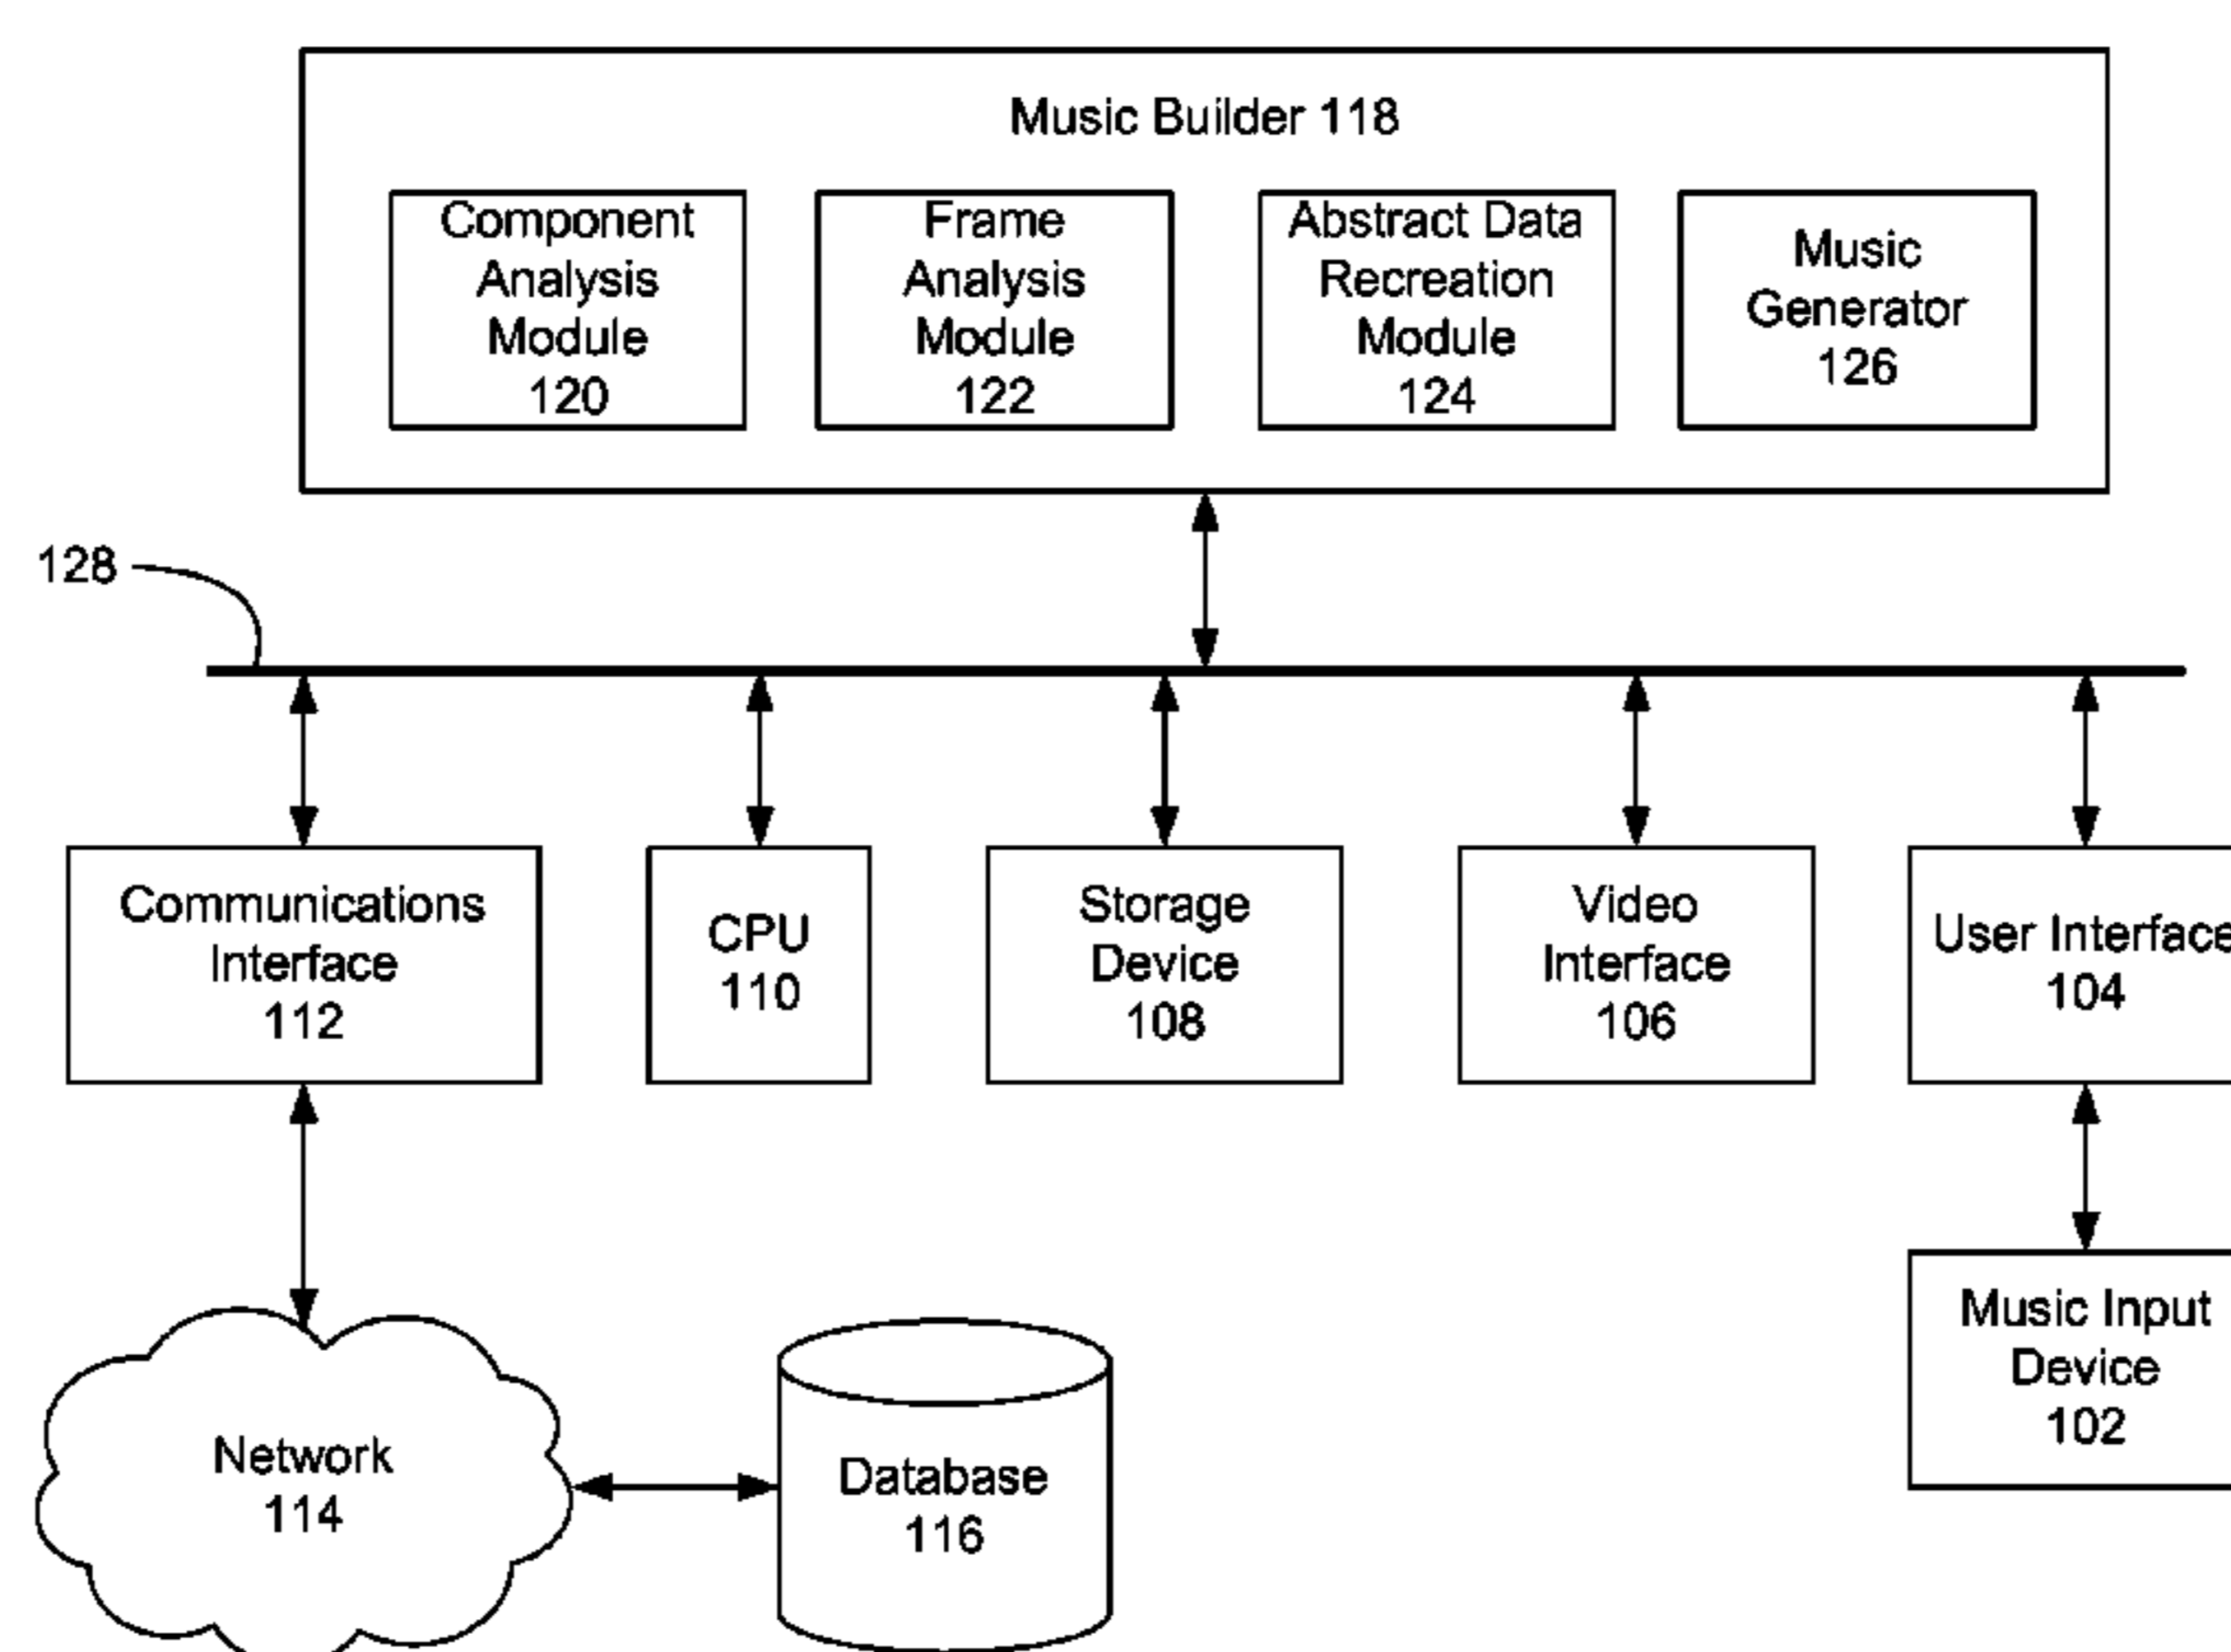 Music Builder 118
Component
Analysis
Module
120
Frame
Analysis
Module
122
Abstract Data
Recreation
Module
124
Music
Generator
126
128
Communications
Interface
112
CPU
110
Storage
Device
108
Video
Interface
106
User Interface
104
Music Input
Device
102
Network
114
Database
116